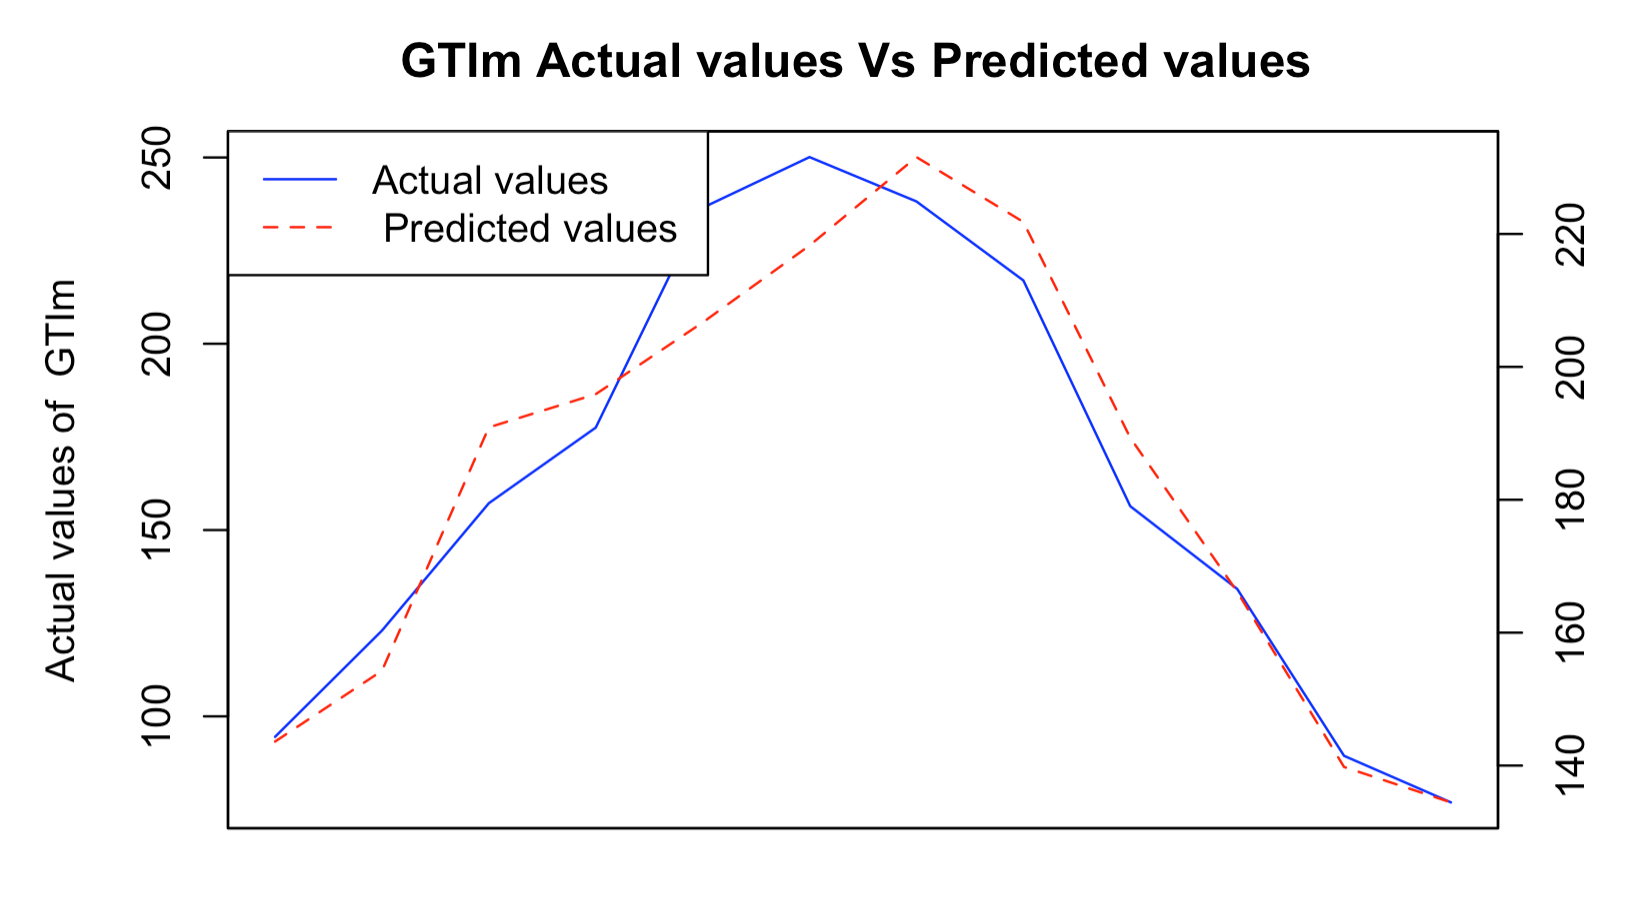 GTIm Actual values Vs Predicted values
Actual values
Predicted values
Actual values of GTIm
250
200
150
100
220
200
180
160
140